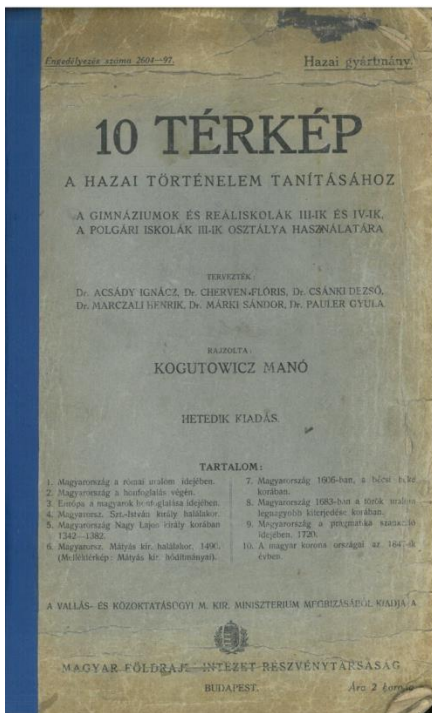 Engedélyezés száma 2604—97.
Hazai gyártmány.
10 TÉRKÉP
A HAZAI TÖRTÉNELEM TANÍTÁSÁHOZ
A GIMNÁZIUMOK ÉS REÁLISKOLÁK III-IK ÉS IV-IK,
A POLGÁRI ISKOLÁK III-IK OSZTÁLYA HASZNÁLATÁRA
TERVEZTÉK:
Dr. ACSÁDY IGNÁCZ, Dr. CHERVEN FLÓRIS, Dr. CSÁNKI DEZSŐ,
Dr. MARCZALI HENRIK, Dr. MÁRKI SÁNDOR, Dr. PAULER GYULA
RAJZOLTA:
KOGUTOWICZ MANÓ
HETEDIK KIADÁS.
TARTALOM:
1. Magyarország a római uralom idejében.
2. Magyarország a honfoglalás végén.
3. Európa a magyarok honfoglalása idejében.
4. Magyarorsz. Szt.-István király halálakor.
5. Magyarország Nagy Lajos király korában
1342—1382.
6. Magyarorsz. Mátyás kir. halálakor. 1490.
(Melléktérkép: Mátyás kir. hódítmányai).
7. Magyarország 1606-ban, a bécsi béke
korában.
8. Magyarország 1683-ban a török uralom
legnagyobb kiterjedése korában.
9. Magyarország a pragmatika szankczió
idejében. 1720.
10. A magyar korona országai az 184 -ik
évben.
A VALLÁS- ÉS KÖZOKTATÁSÜGYI M. KIR. MINISZTERIUM MEGBIZÁSÁBÓL KIADJA A
MAGYAR FÖLDRAJZI INTÉZET RÉSZVÉNYTÁRSASÁG
BUDAPEST.
Ára 2 korona